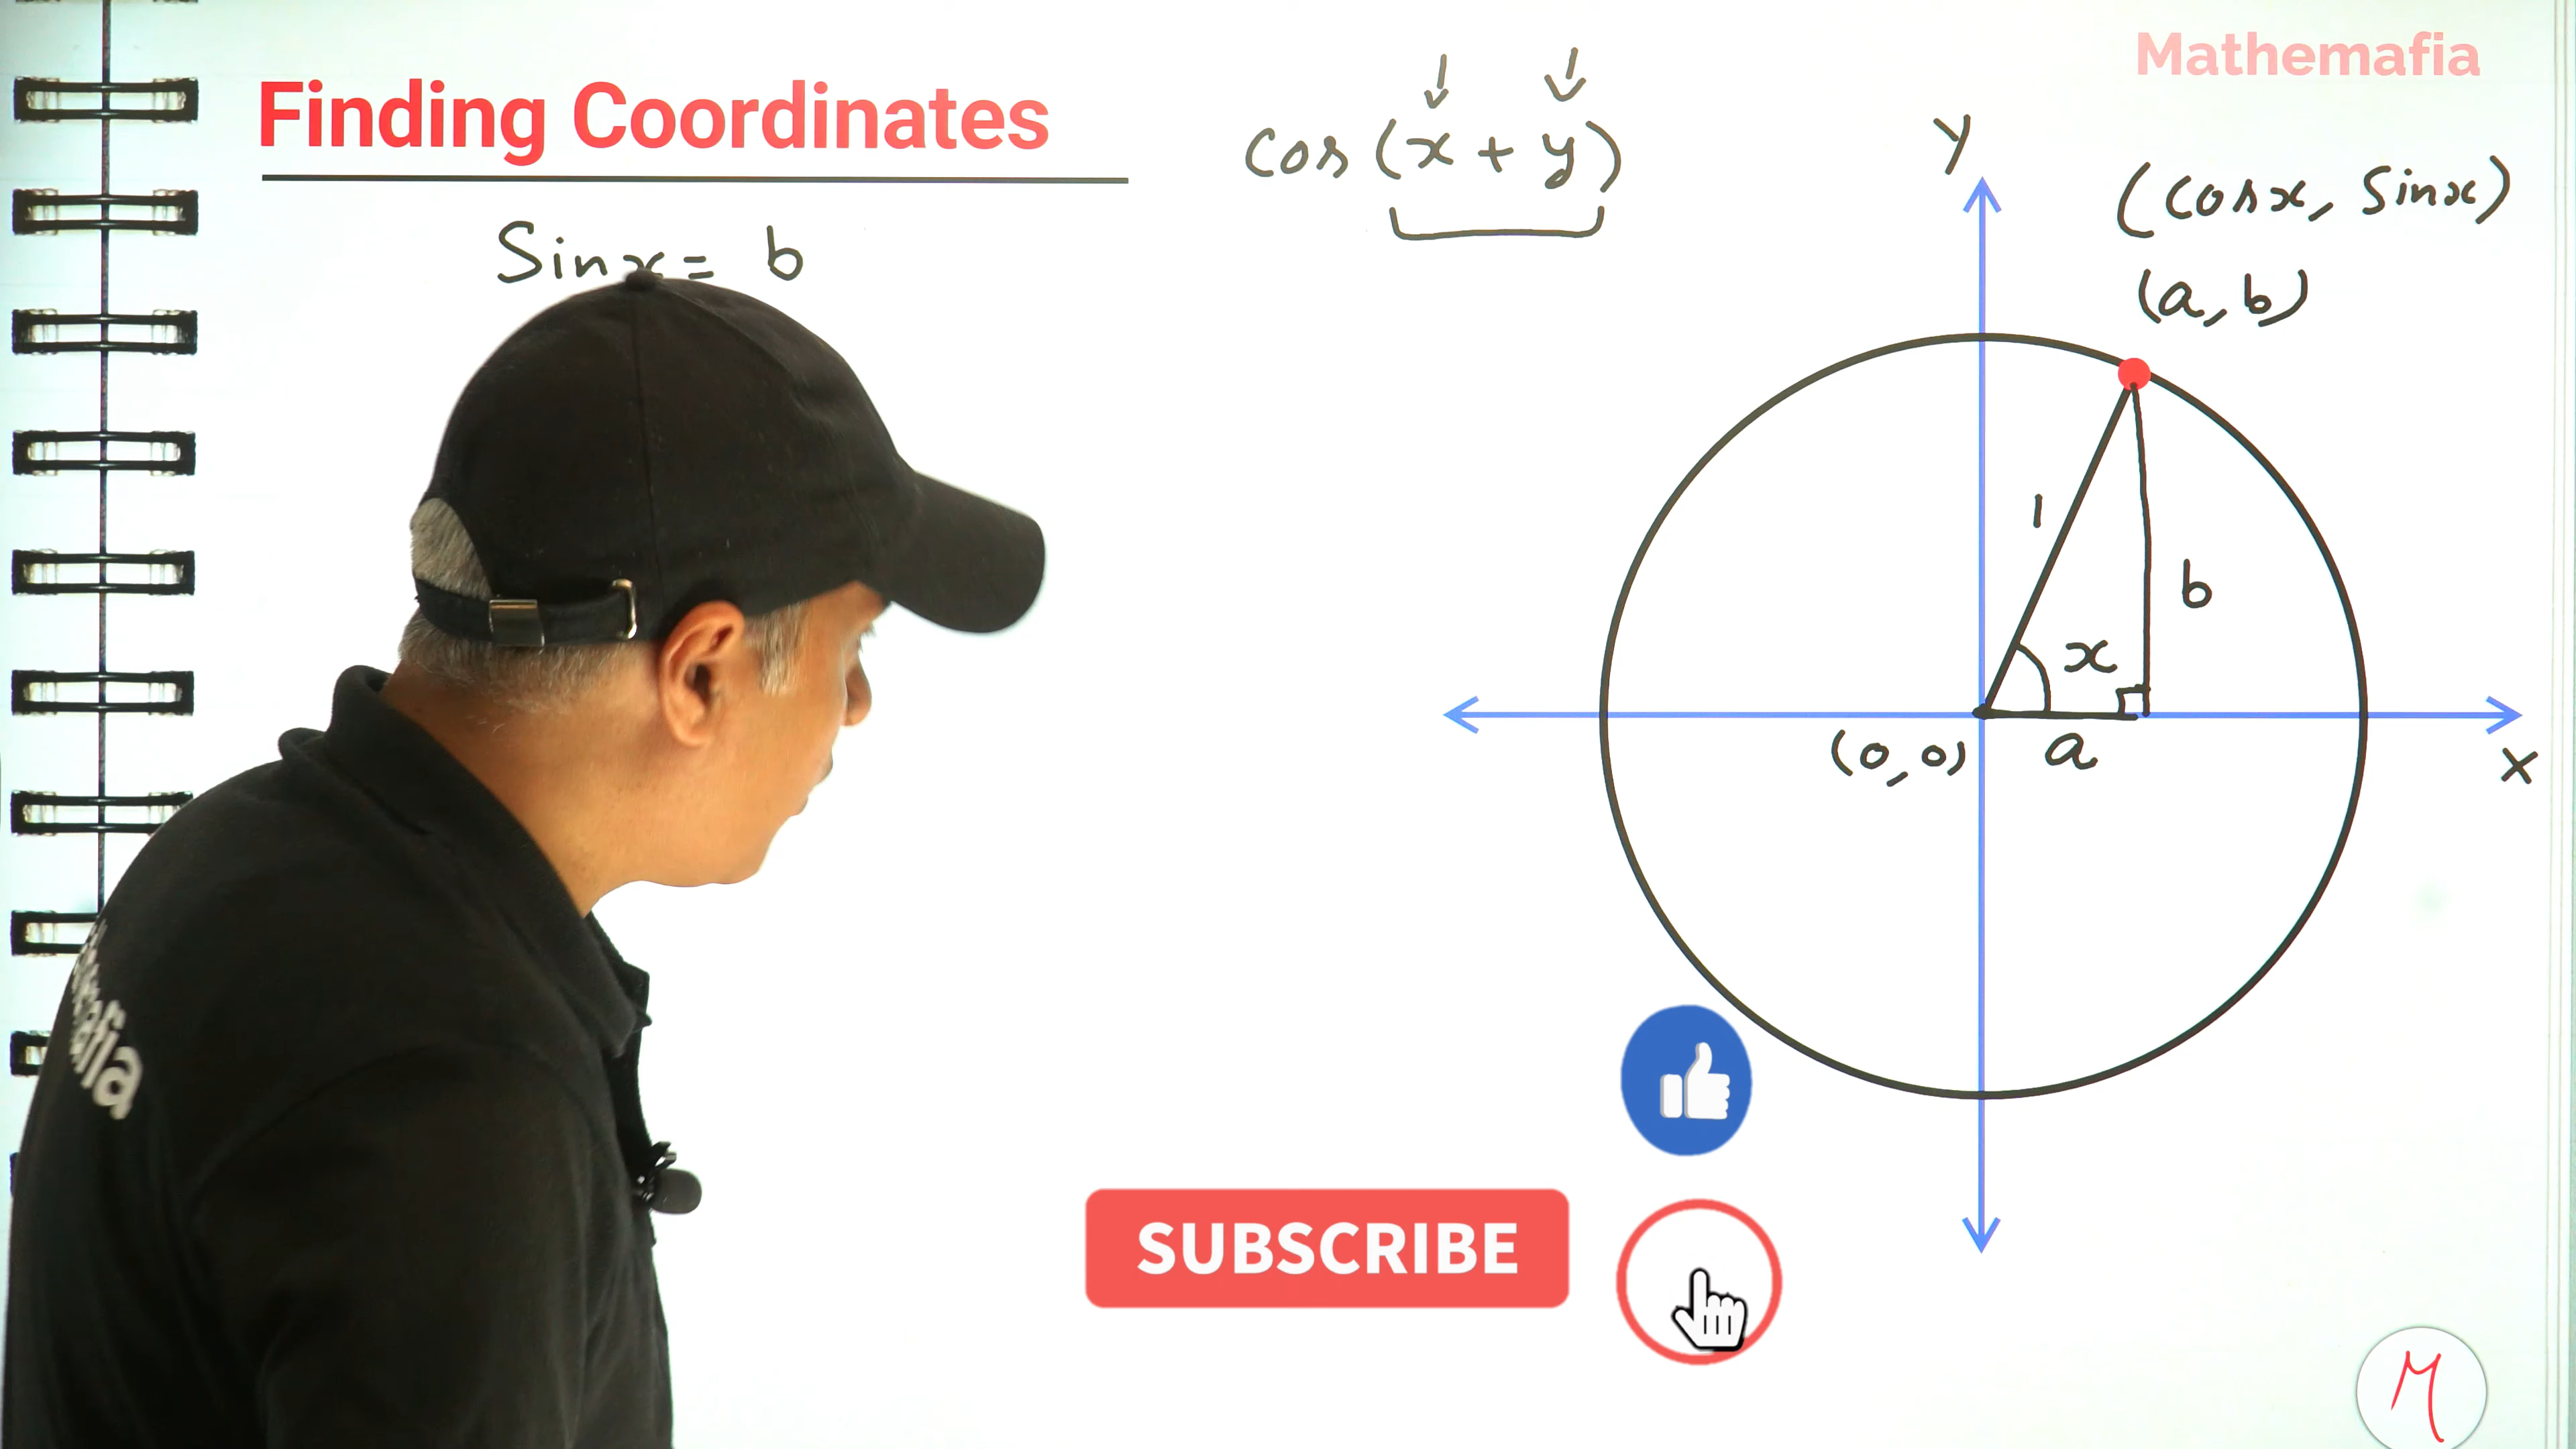 Finding Coordinates
Mathemafia
cos (x + y)
Sinx = b
Y
(cosx, Sinx)
(a, b)
1
b
x
(0,0)
a
X
SUBSCRIBE
M